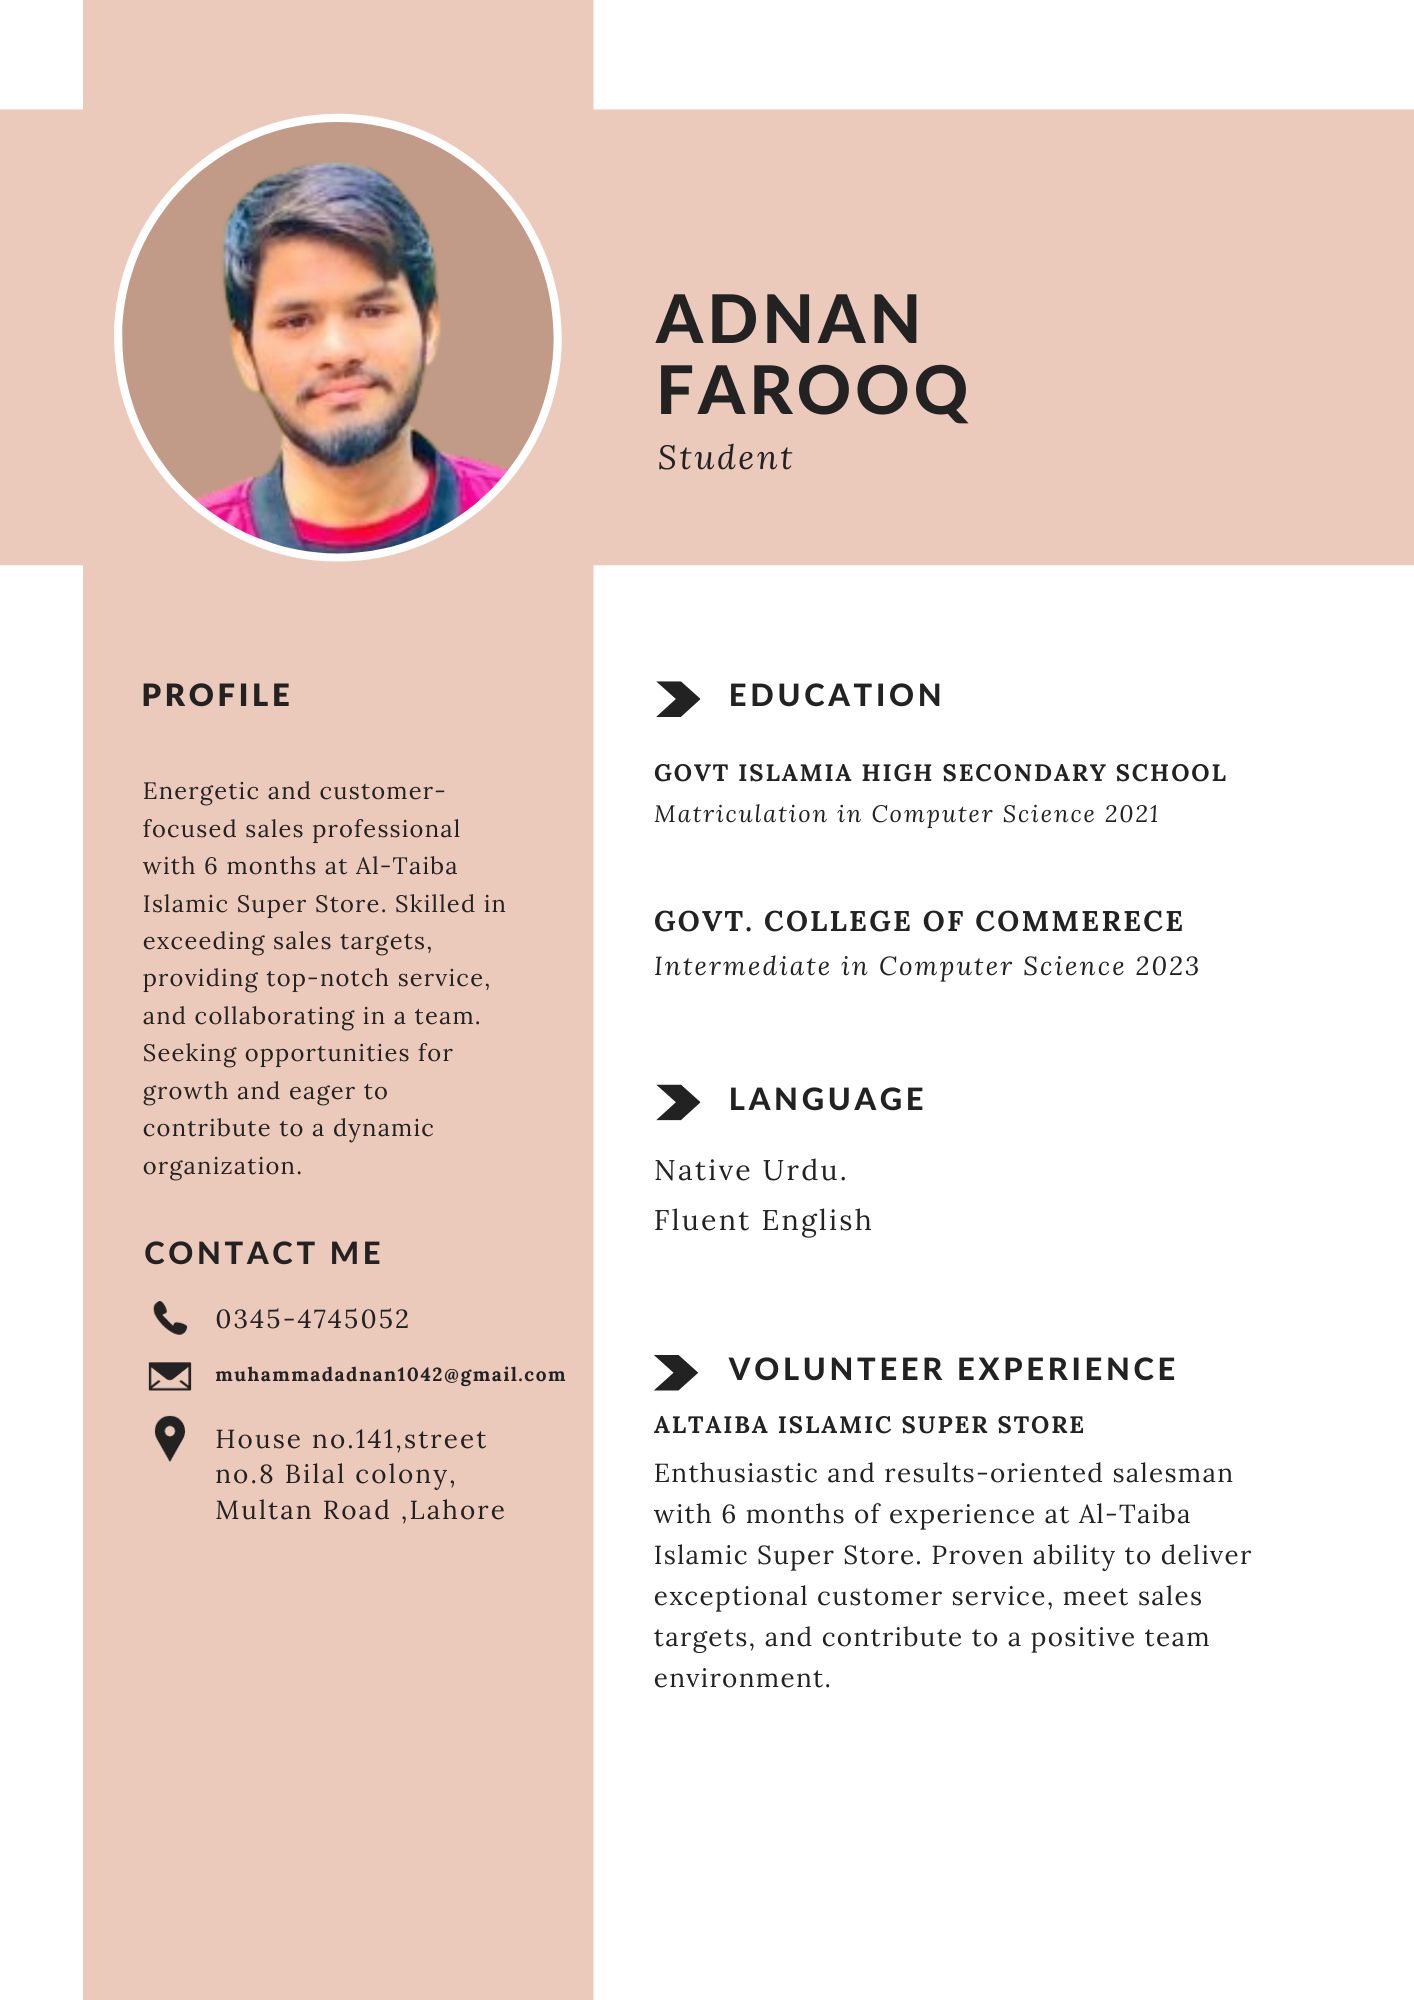 ADNAN
FAROOQ
Student
PROFILE
Energetic and customer-
focused sales professional
with 6 months at Al-Taiba
Islamic Super Store. Skilled in
exceeding sales targets,
providing top-notch service,
and collaborating in a team.
Seeking opportunities for
growth and eager to
contribute to a dynamic
organization.
CONTACT ME
0345-4745052
muhammadadnan1042@gmail.com
House no.141,street
no.8 Bilal colony,
Multan Road ,Lahore
EDUCATION
GOVT ISLAMIA HIGH SECONDARY SCHOOL
Matriculation in Computer Science 2021
GOVT. COLLEGE OF COMMERECE
Intermediate in Computer Science 2023
LANGUAGE
Native Urdu.
Fluent English
VOLUNTEER EXPERIENCE
ALTAIBA ISLAMIC SUPER STORE
Enthusiastic and results-oriented salesman
with 6 months of experience at Al-Taiba
Islamic Super Store. Proven ability to deliver
exceptional customer service, meet sales
targets, and contribute to a positive team
environment.